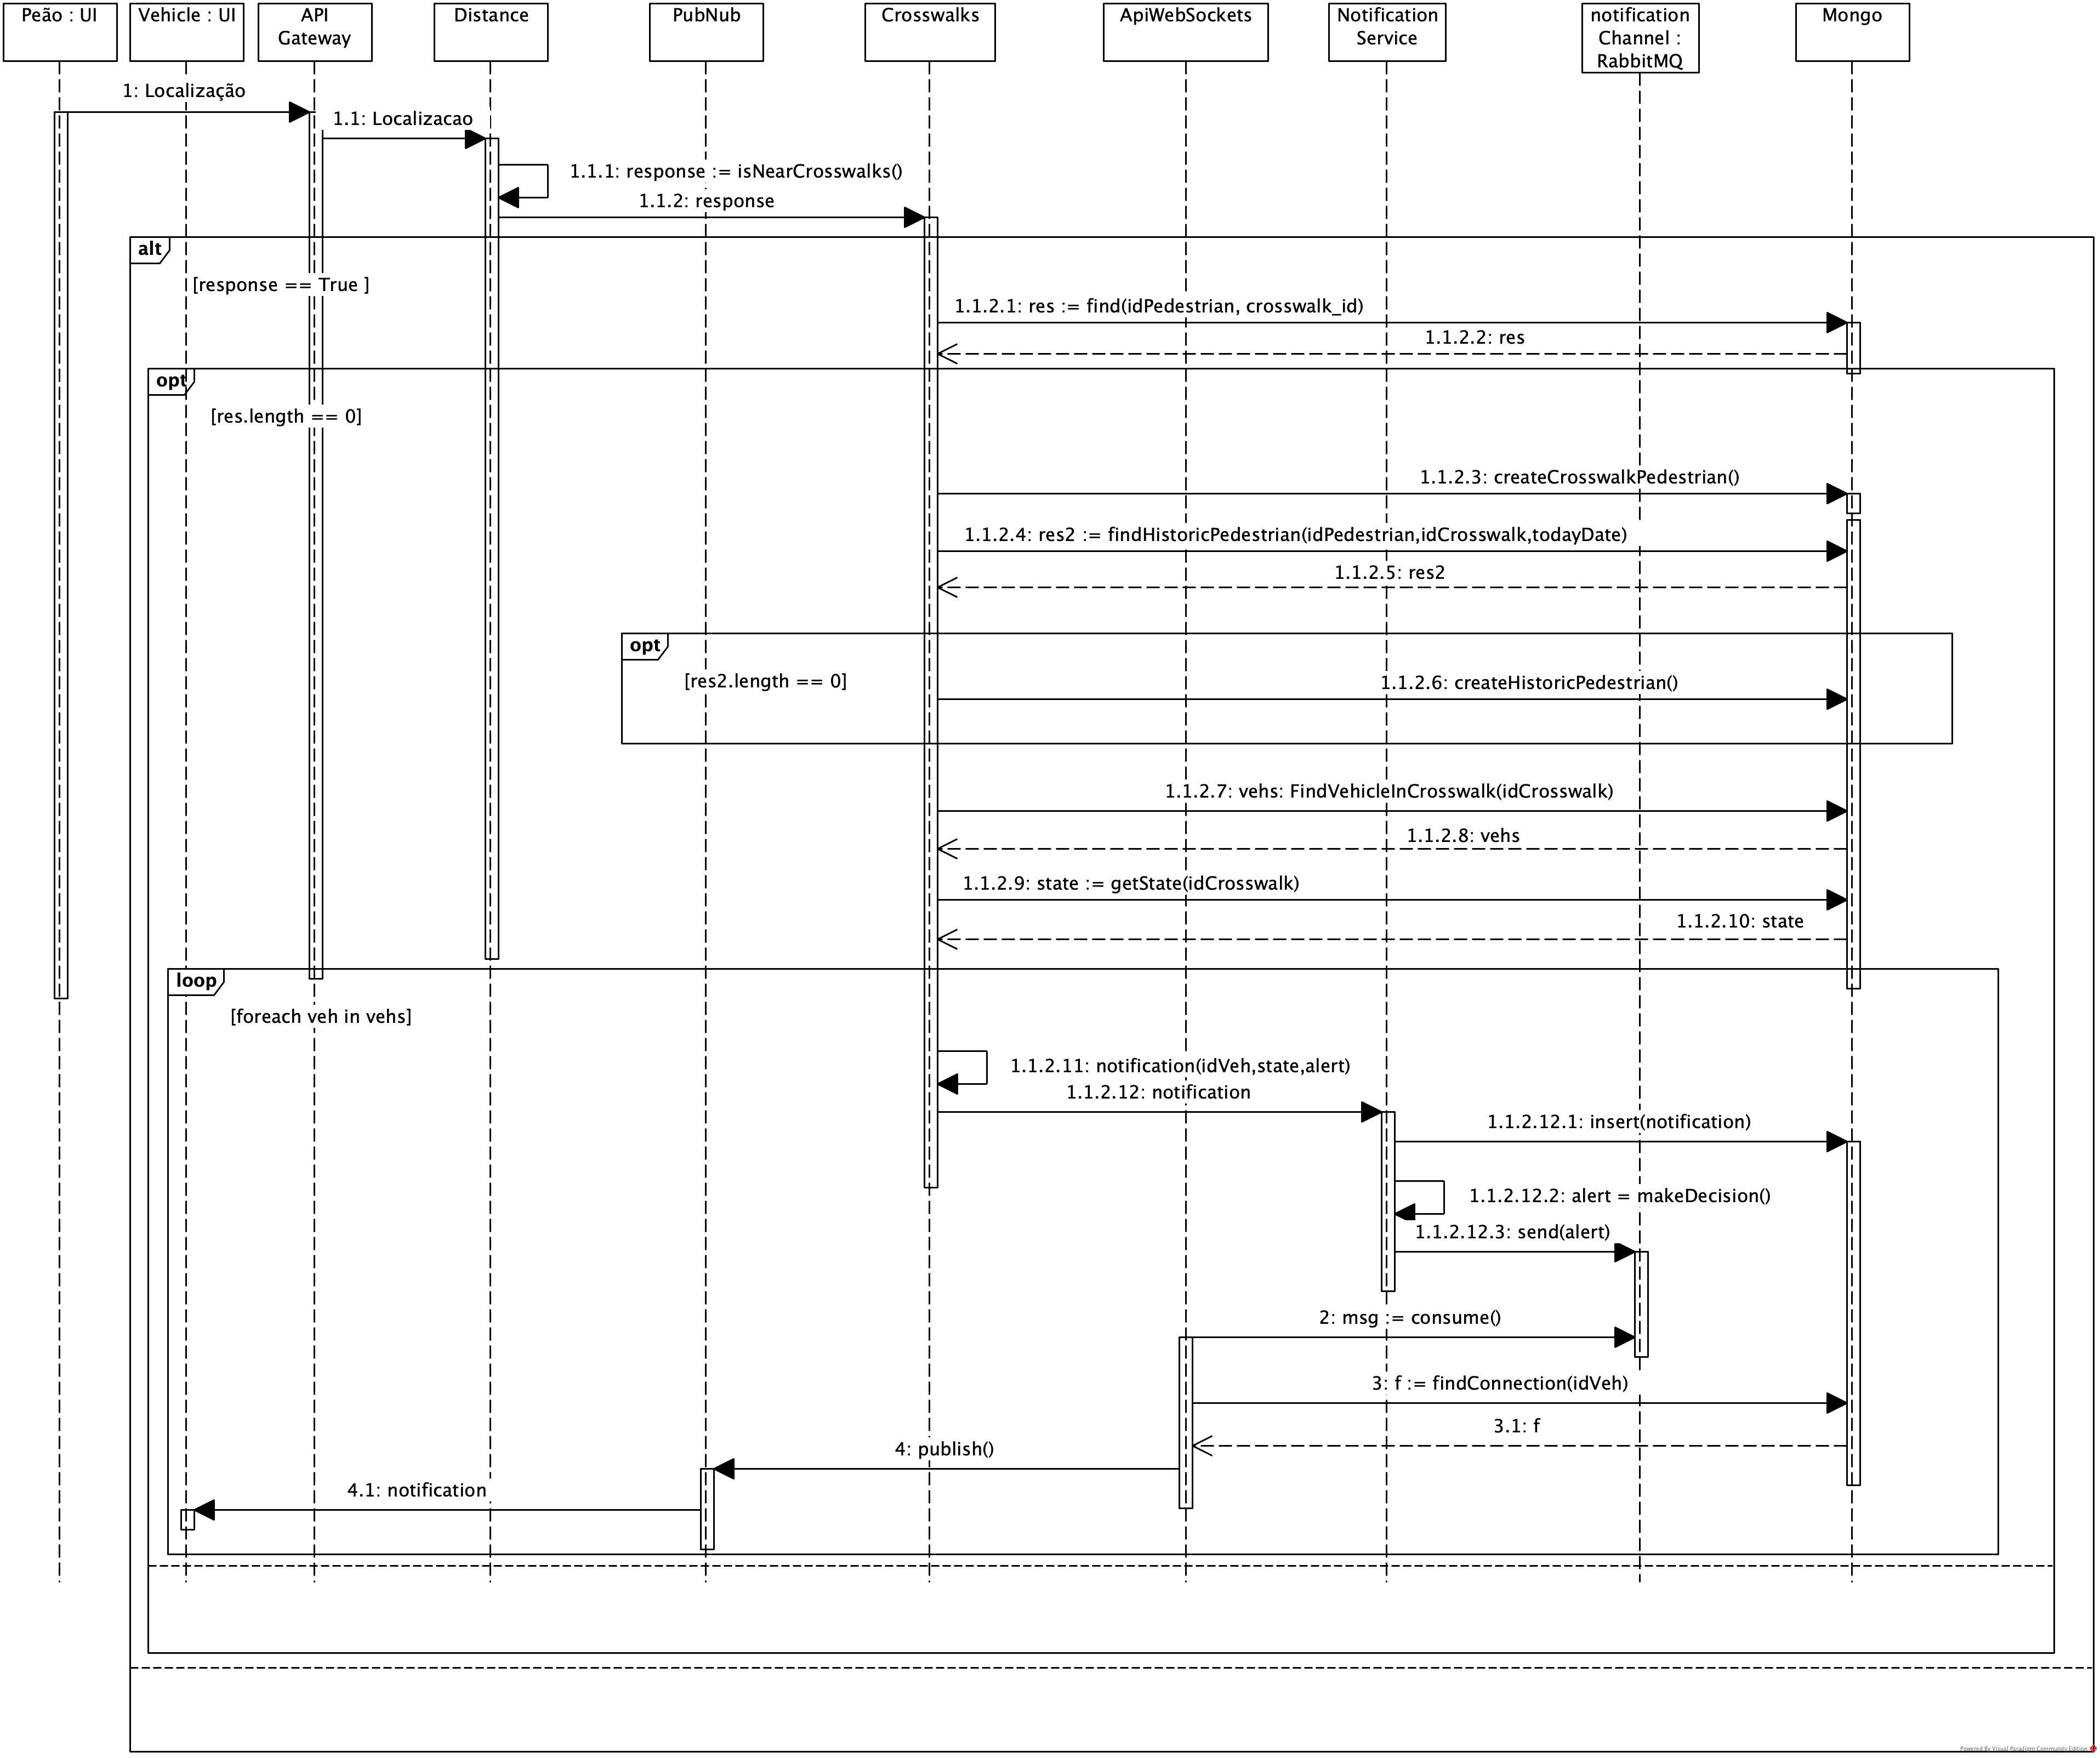 Peão : UI
Vehicle : UI
API
Gateway
Distance
PubNub
Crosswalks
ApiWebSockets
Notification
Service
notification
Channel :
RabbitMQ
Mongo
1: Localização
1.1: Localizacao
1.1.1: response := isNearCrosswalks()
1.1.2: response
alt
[response == True ]
1.1.2.1: res := find(idPedestrian, crosswalk_id)
1.1.2.2: res
opt
[res.length == 0]
1.1.2.3: createCrosswalkPedestrian()
1.1.2.4: res2 := findHistoricPedestrian(idPedestrian,idCrosswalk,todayDate)
1.1.2.5: res2
opt
[res2.length == 0]
1.1.2.6: createHistoricPedestrian()
1.1.2.7: vehs: FindVehicleInCrosswalk(idCrosswalk)
1.1.2.8: vehs
1.1.2.9: state := getState(idCrosswalk)
1.1.2.10: state
loop
[foreach veh in vehs]
1.1.2.11: notification(idVeh,state,alert)
1.1.2.12: notification
1.1.2.12.1: insert(notification)
1.1.2.12.2: alert = makeDecision()
1.1.2.12.3: send(alert)
2: msg := consume()
3: f := findConnection(idVeh)
3.1: f
4: publish()
4.1: notification
Powered By Visual Paradigm Community Edition